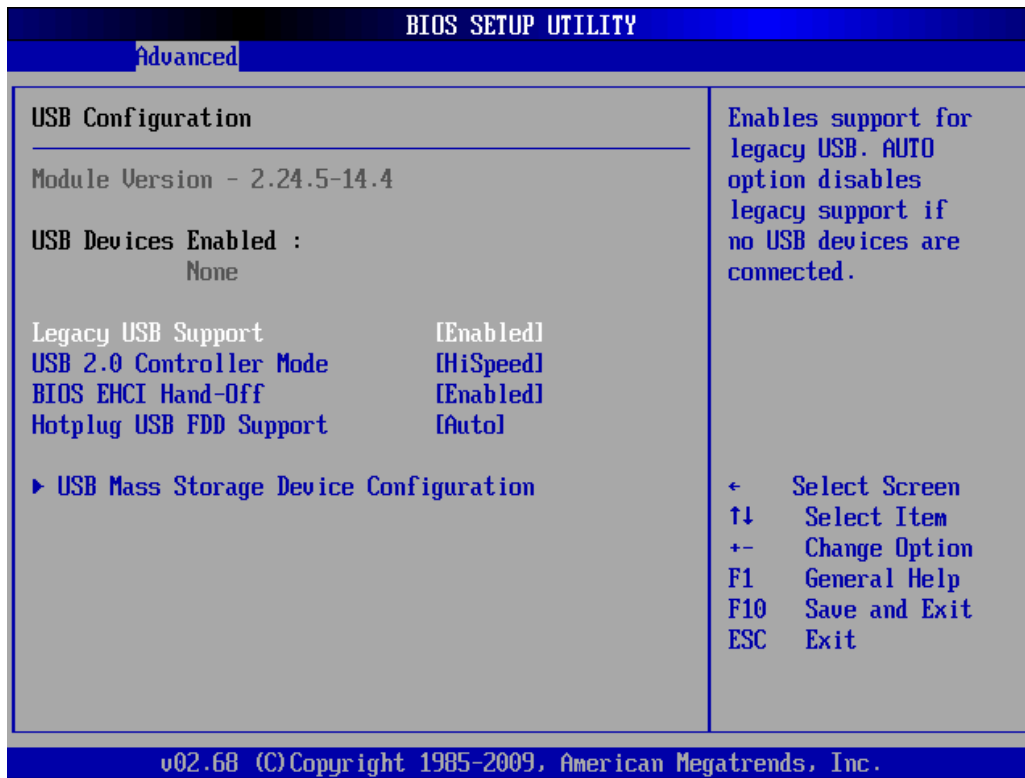 BIOS SETUP UTILITY
Advanced
USB Configuration
Module Version - 2.24.5-14.4
USB Devices Enabled :
None
Legacy USB Support [Enabled]
USB 2.0 Controller Mode [HiSpeed]
BIOS EHCI Hand-Off [Enabled]
Hotplug USB FDD Support [Auto]
▶ USB Mass Storage Device Configuration
Enables support for
legacy USB. AUTO
option disables
legacy support if
no USB devices are
connected.
← Select Screen
↑↓ Select Item
+- Change Option
F1 General Help
F10 Save and Exit
ESC Exit
v02.68 (C)Copyright 1985-2009, American Megatrends, Inc.